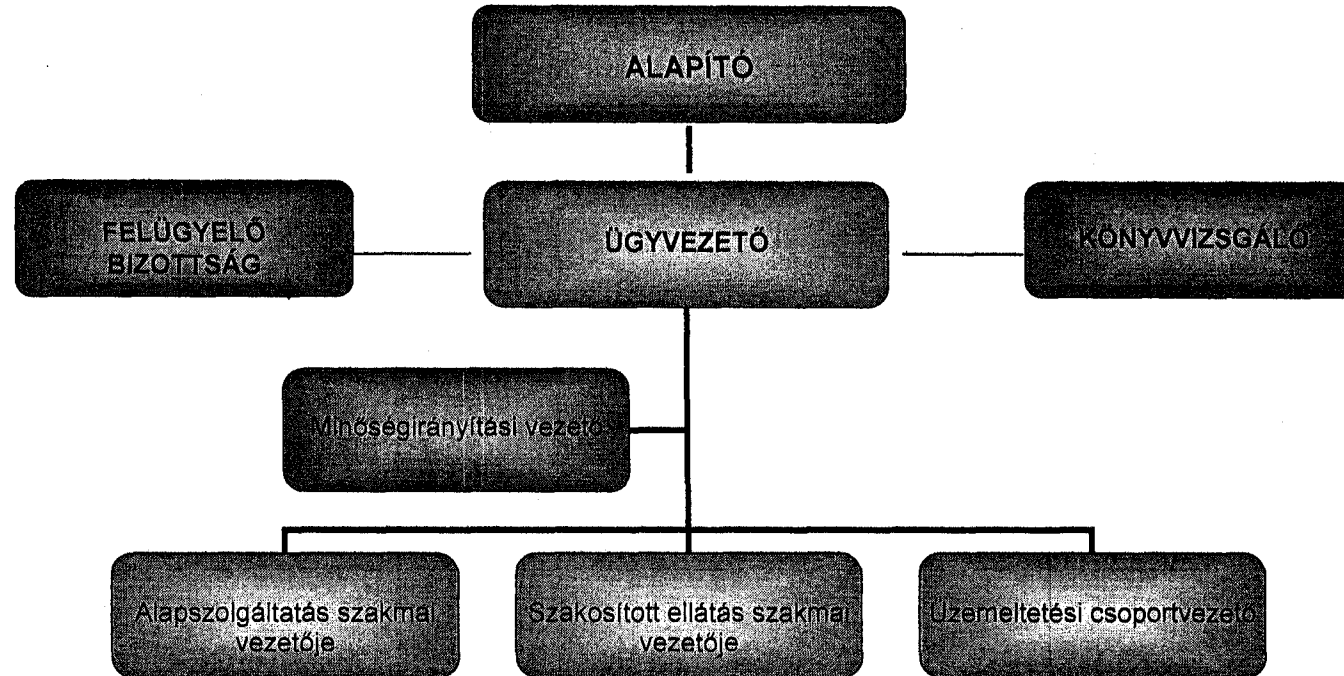 ALAPÍTÓ
FELÜGYELŐ
BIZOTTSÁG
ÜGYVEZETŐ
KÖNYVVIZSGÁLÓ
Minőségirányítási vezető
Alapszolgáltatás szakmai
vezetője
Szakosított ellátás szakmai
vezetője
Üzemeltetési csoportvezető